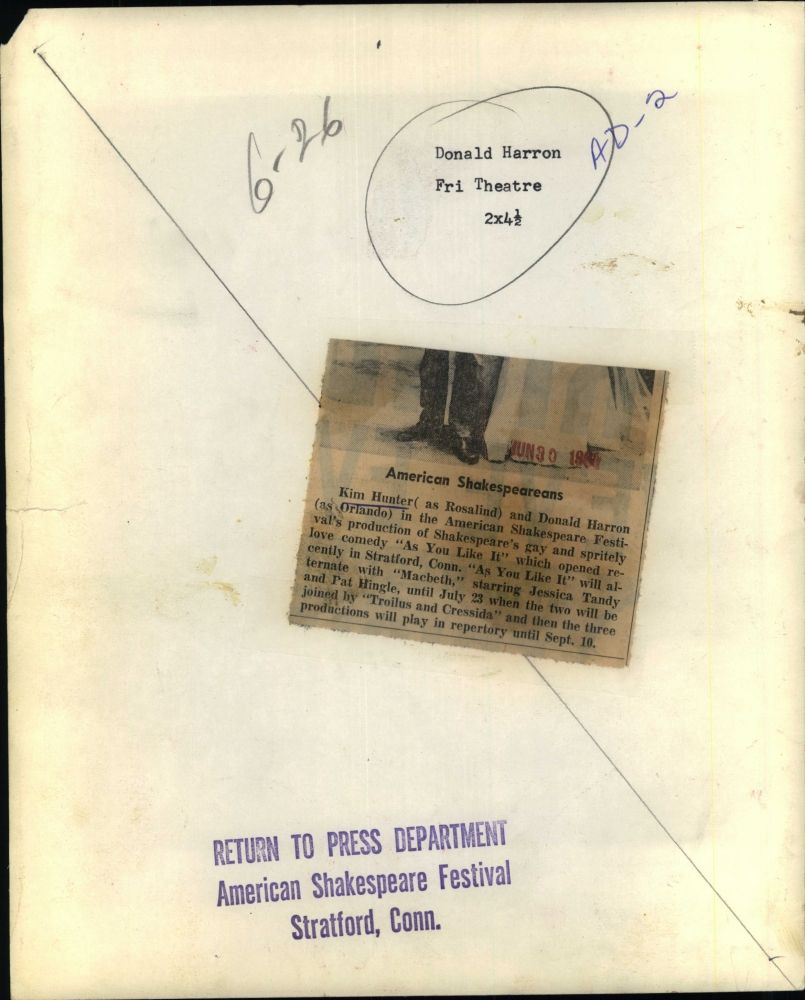 6-26
Donald Harron
Fri Theatre
2x4½
AD-2
JUN 30
American Shakespeareans
Kim Hunter( as Rosalind) and Donald Harron
(as Orlando) in the American Shakespeare Festi-
val's production of Shakespeare's gay and spritely
love comedy "As You Like It" which opened re-
cently in Stratford, Conn. "As You Like It" will al-
ternate with "Macbeth," starring Jessica Tandy
and Pat Hingle, until July 23 when the two will be
joined by "Troilus and Cressida" and then the three
productions will play in repertory until Sept. 10.
RETURN TO PRESS DEPARTMENT
American Shakespeare Festival
Stratford, Conn.